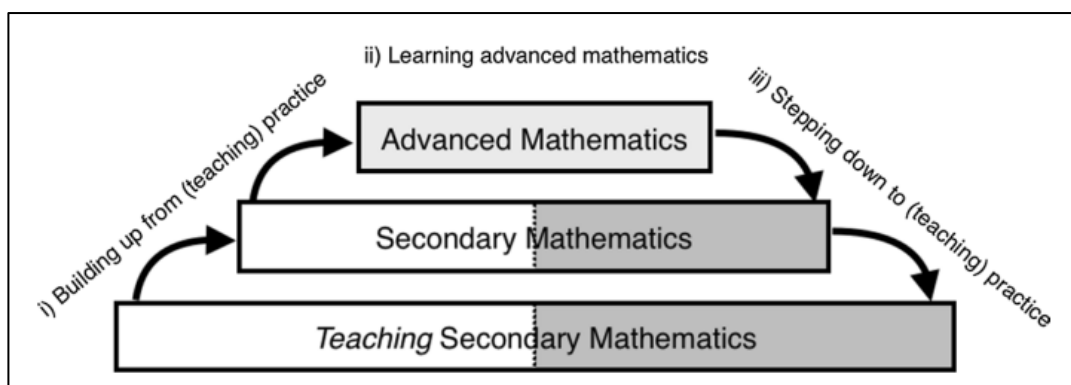 ii) Learning advanced mathematics
i) Building up from (teaching) practice
iii) Stepping down to (teaching) practice
Advanced Mathematics
Secondary Mathematics
Teaching Secondary Mathematics